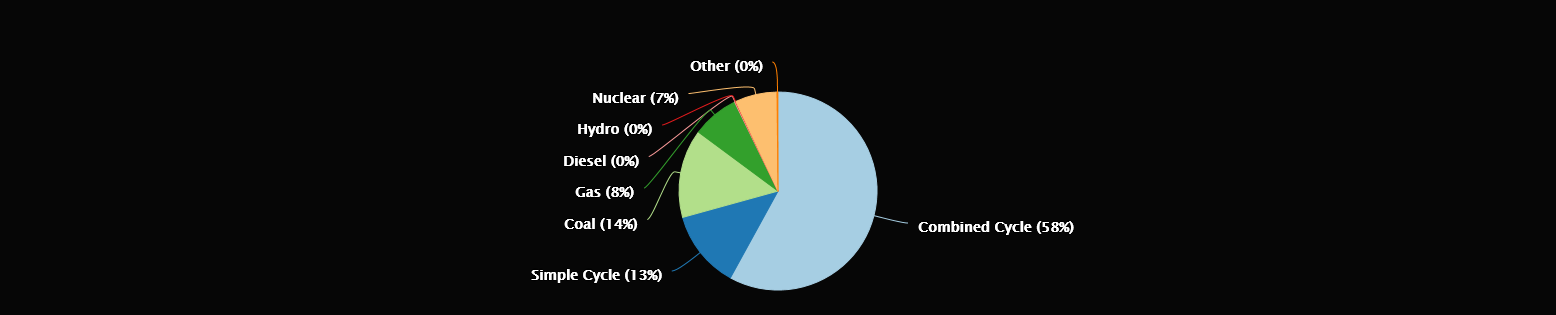 Other (0%)
Nuclear (7%)
Hydro (0%)
Diesel (0%)
Gas (8%)
Coal (14%)
Combined Cycle (58%)
Simple Cycle (13%)